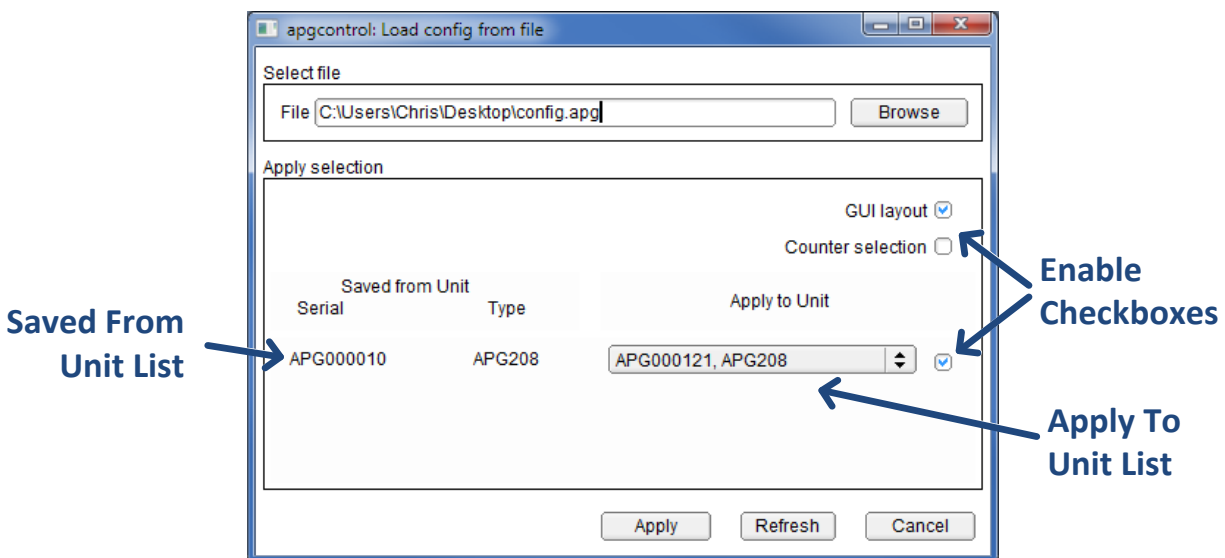 apgcontrol: Load config from file
Select file
File C:\Users\Chris\Desktop\config.apg Browse
Apply selection
GUI layout
Counter selection
Enable
Checkboxes
Saved from Unit
Serial Type Apply to Unit
Saved From
Unit List
APG000010 APG208 APG000121, APG208
Apply To
Unit List
Apply Refresh Cancel